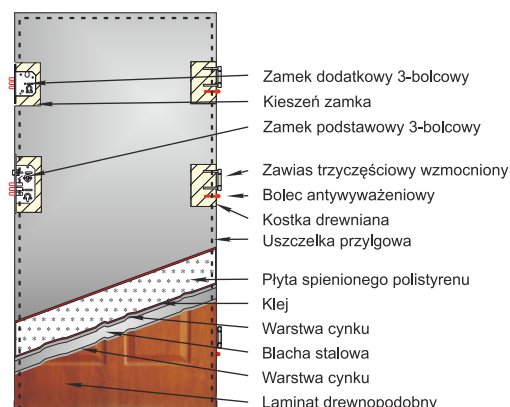 Zamek dodatkowy 3-bolcowy
Kieszeń zamka
Zamek podstawowy 3-bolcowy
Zawias trzyczęściowy wzmocniony
Bolec antywyważeniowy
Kostka drewniana
Uszczelka przylgowa
Płyta spienionego polistyrenu
Klej
Warstwa cynku
Blacha stalowa
Warstwa cynku
Laminat drewnopodobny